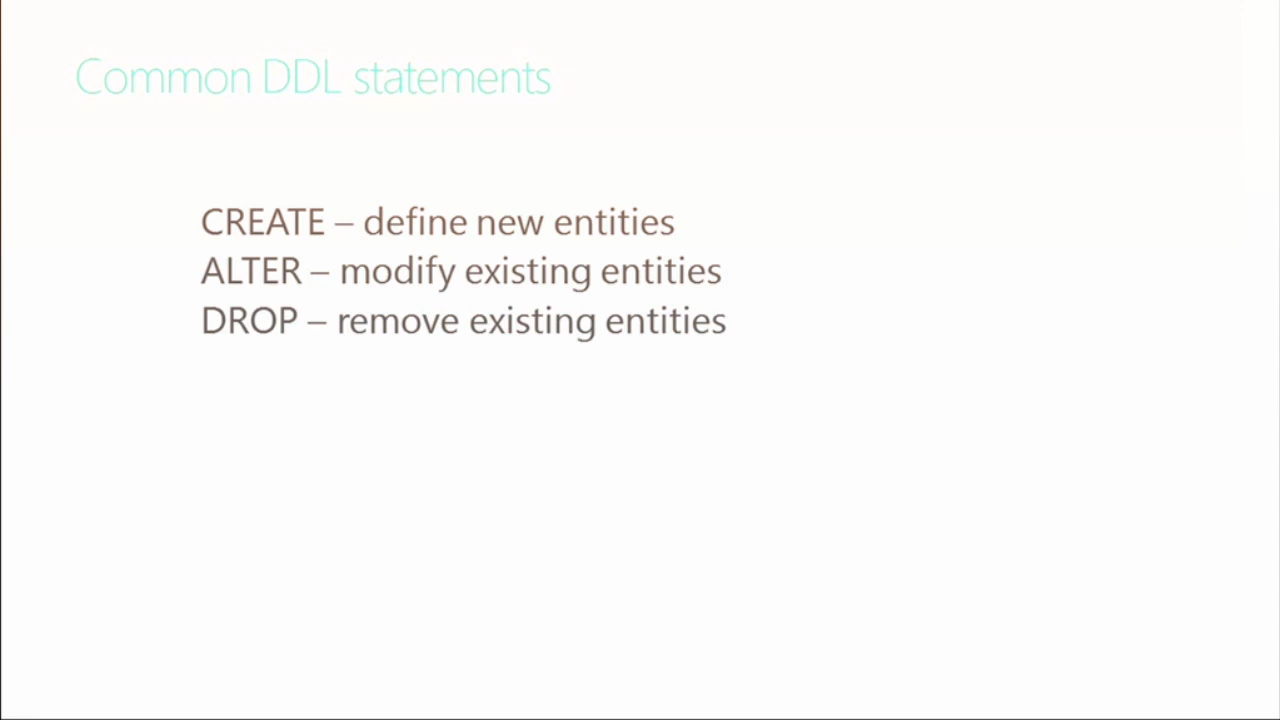 Common DDL statements
CREATE – define new entities
ALTER – modify existing entities
DROP – remove existing entities